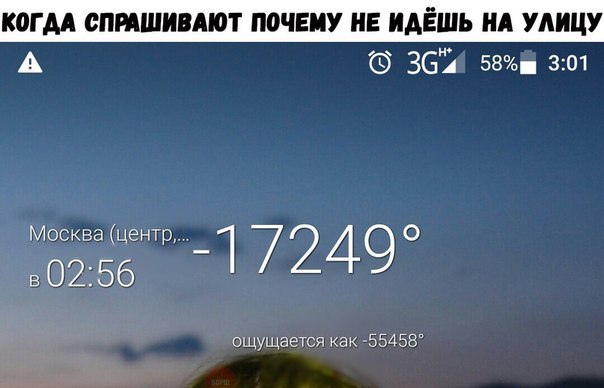 КОГДА СПРАШИВАЮТ ПОЧЕМУ НЕ ИДЁШЬ НА УЛИЦУ
3G H+ 58% 3:01
Москва (центр,... -17249°
в 02:56
ощущается как -55458°
БОРЩ